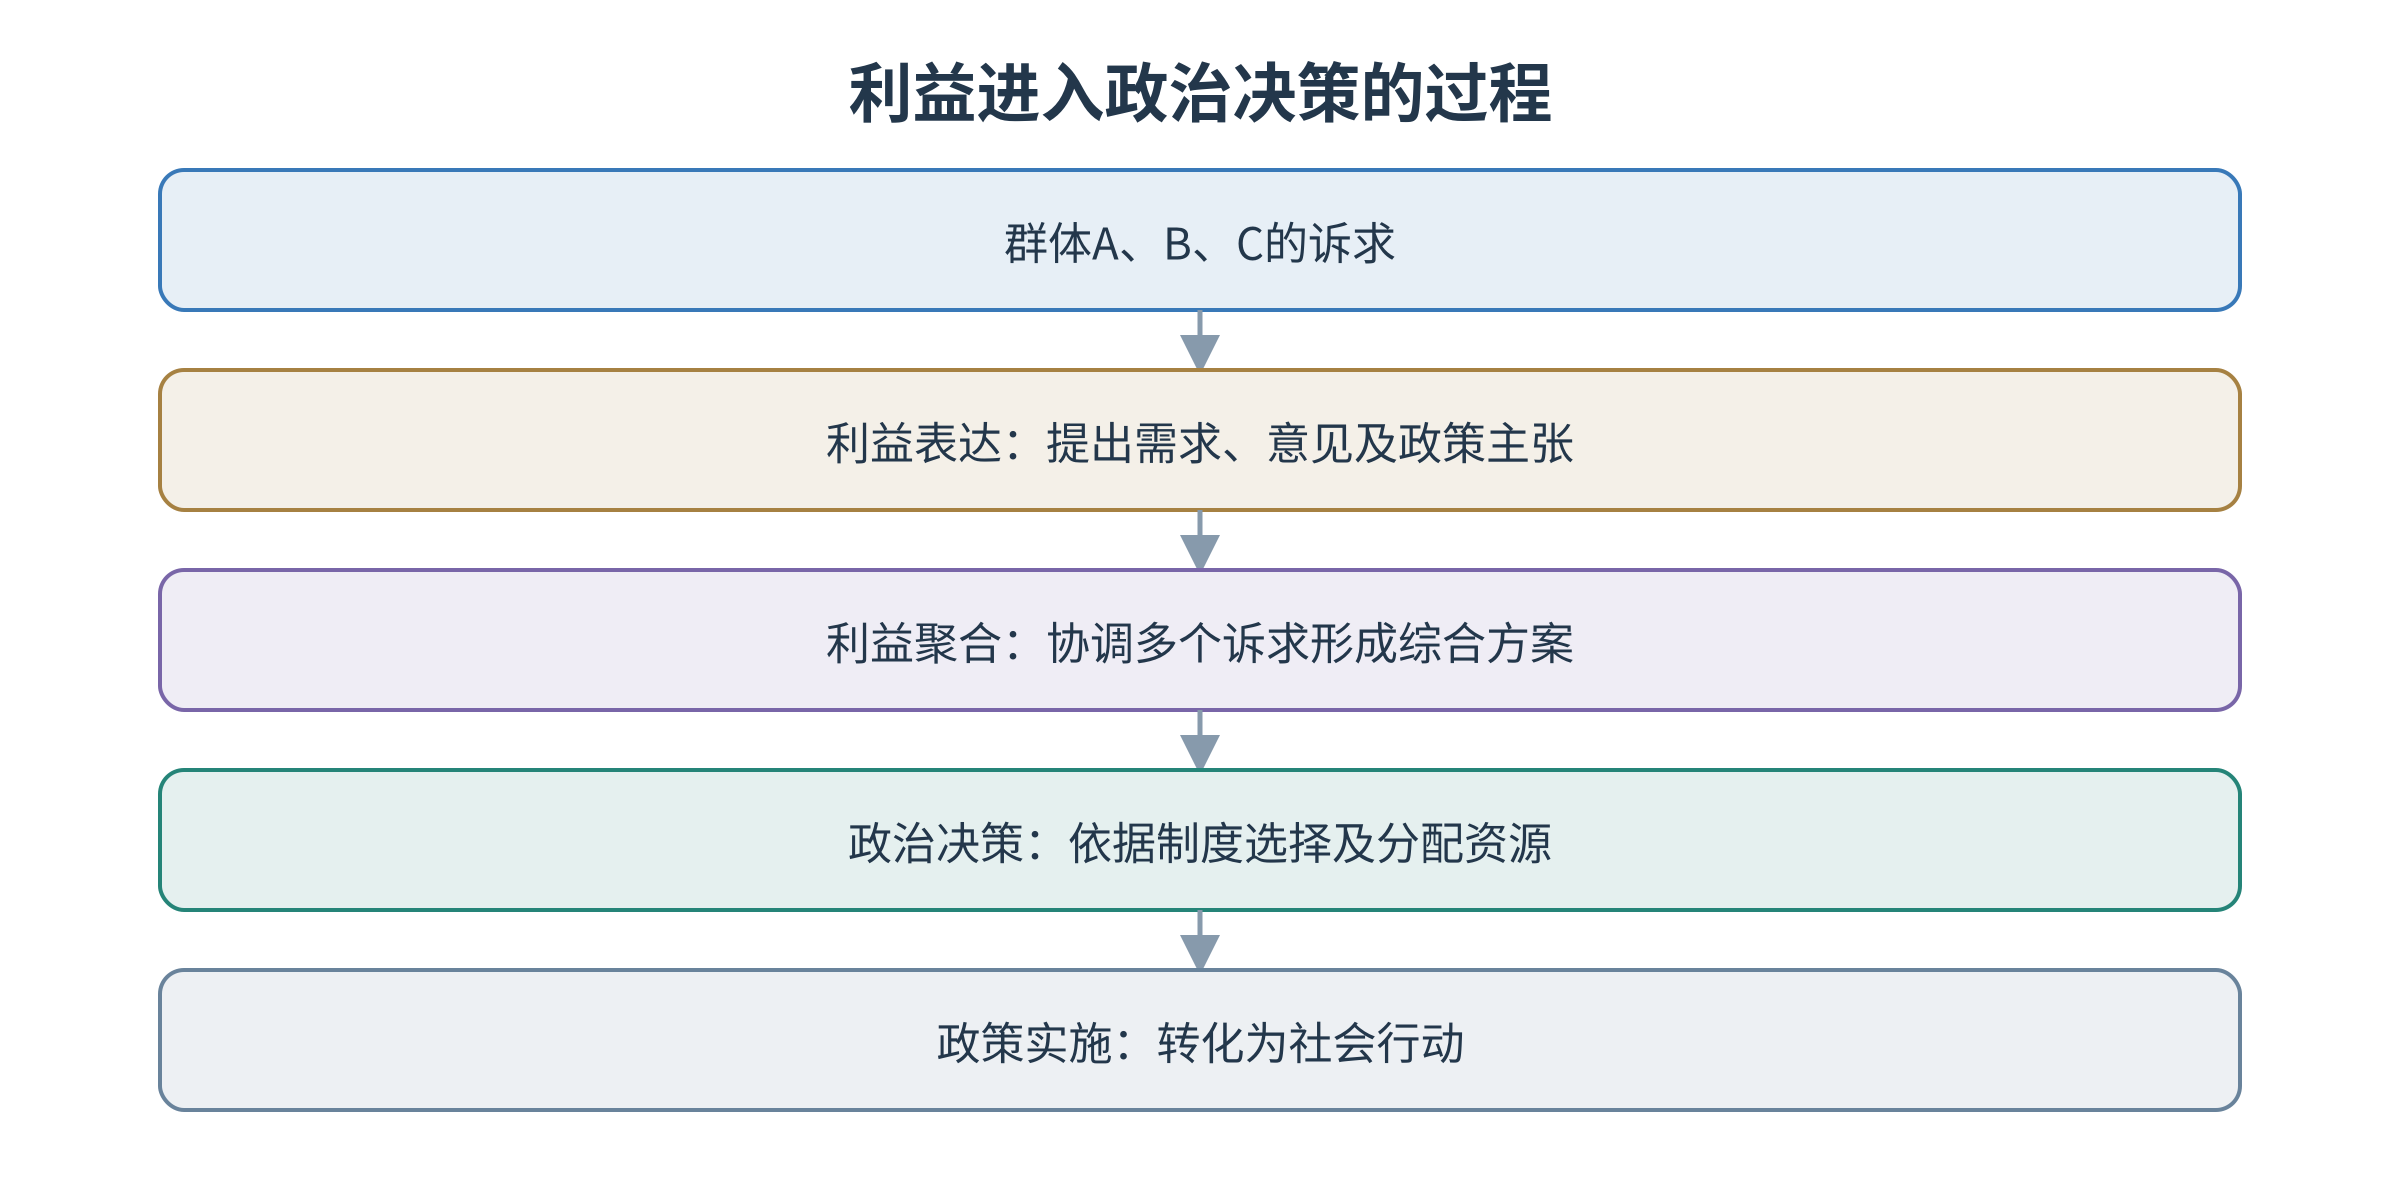 利益进入政治决策的过程
群体A、B、C的诉求
利益表达：提出需求、意见及政策主张
利益聚合：协调多个诉求形成综合方案
政治决策：依据制度选择及分配资源
政策实施：转化为社会行动